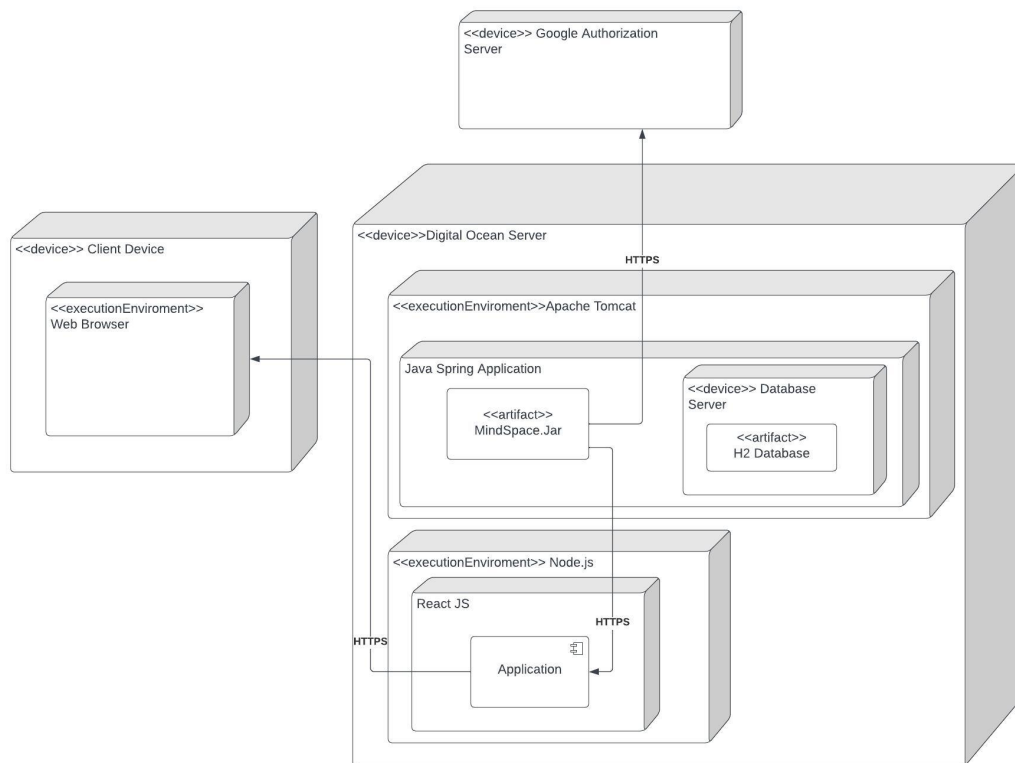 <<device>> Google Authorization
Server
<<device>> Client Device
<<executionEnviroment>>
Web Browser
<<device>>Digital Ocean Server
HTTPS
<<executionEnviroment>>Apache Tomcat
Java Spring Application
<<artifact>>
MindSpace.Jar
<<device>> Database
Server
<<artifact>>
H2 Database
<<executionEnviroment>> Node.js
React JS
HTTPS
HTTPS
Application